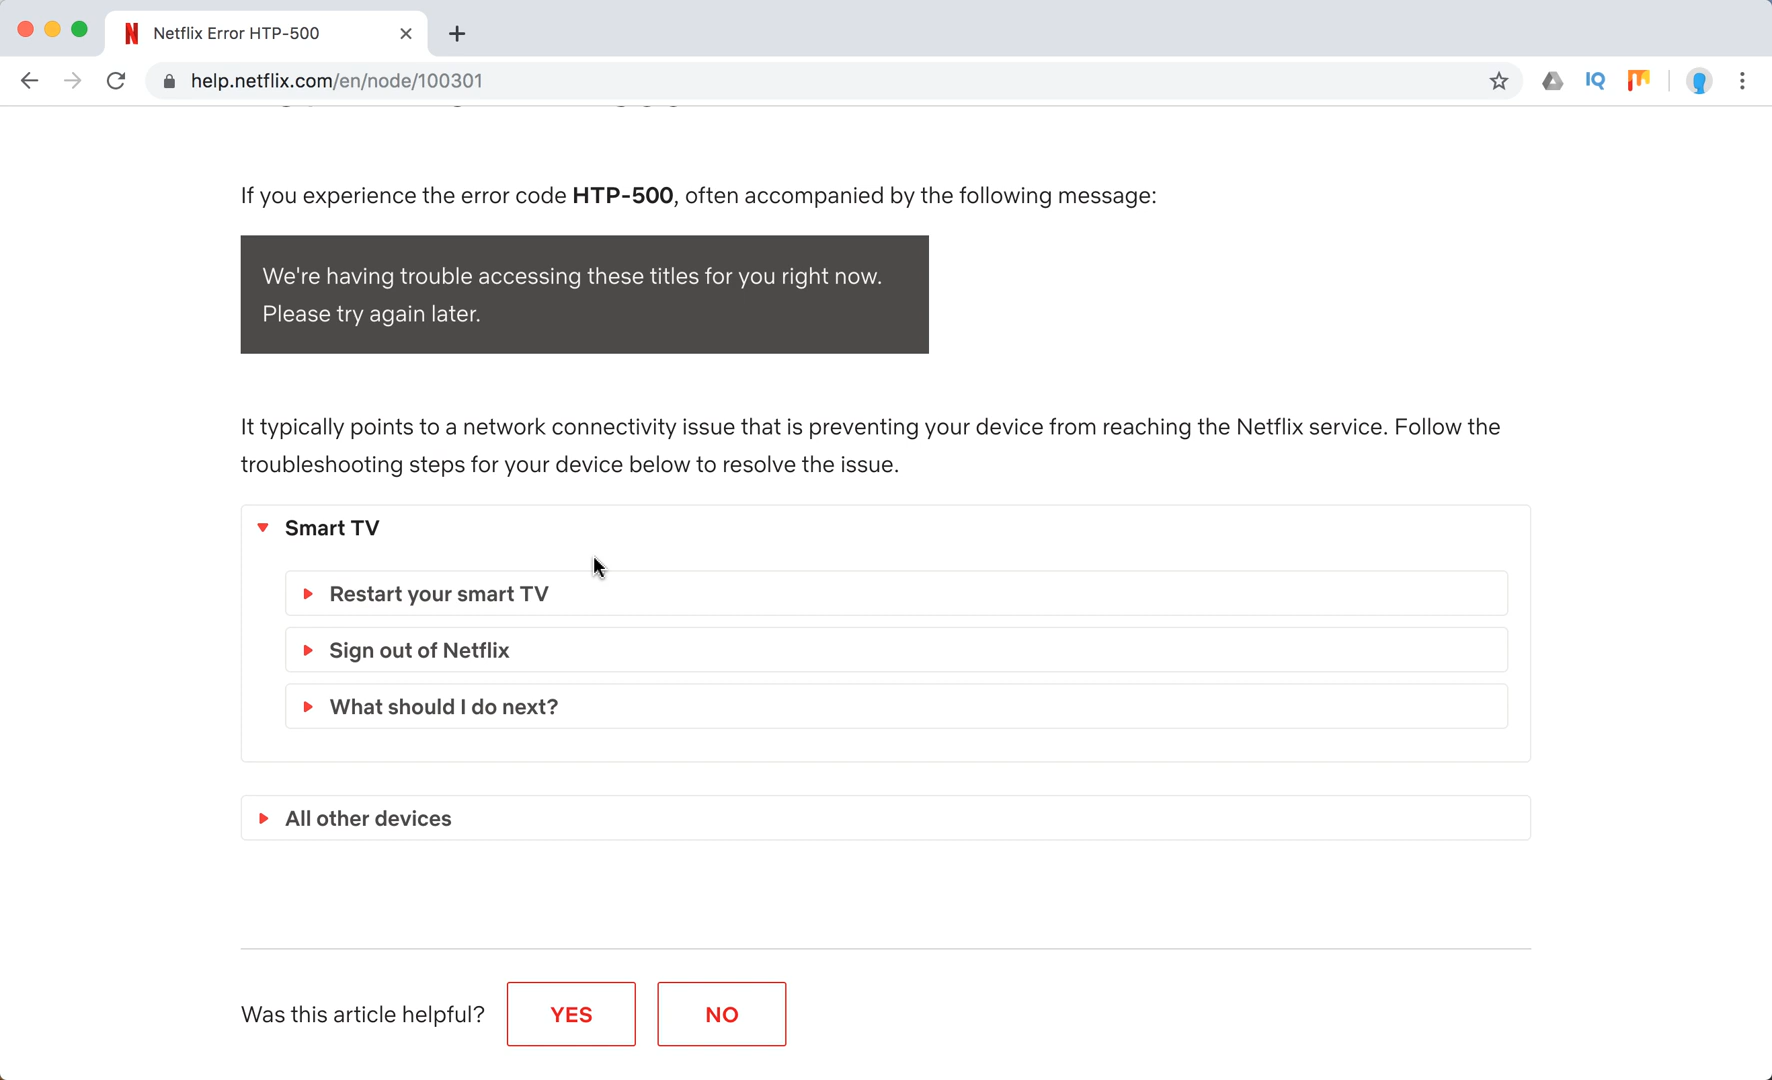 Netflix Error HTP-500
help.netflix.com/en/node/100301
IQ
If you experience the error code HTP-500, often accompanied by the following message:
We're having trouble accessing these titles for you right now.
Please try again later.
It typically points to a network connectivity issue that is preventing your device from reaching the Netflix service. Follow the
troubleshooting steps for your device below to resolve the issue.
Smart TV
Restart your smart TV
Sign out of Netflix
What should I do next?
All other devices
Was this article helpful? YES NO